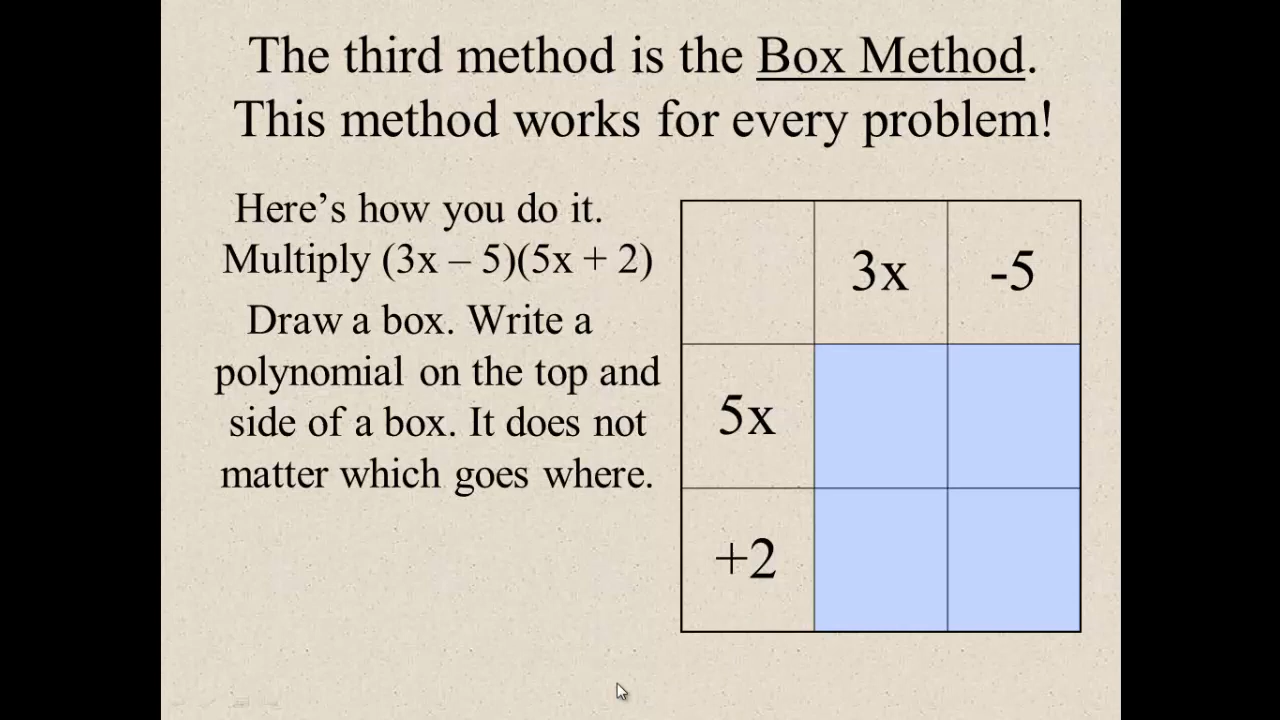 The third method is the Box Method.
This method works for every problem!
Here’s how you do it.
Multiply (3x – 5)(5x + 2)
Draw a box. Write a
polynomial on the top and
side of a box. It does not
matter which goes where.
3x -5
5x
+2